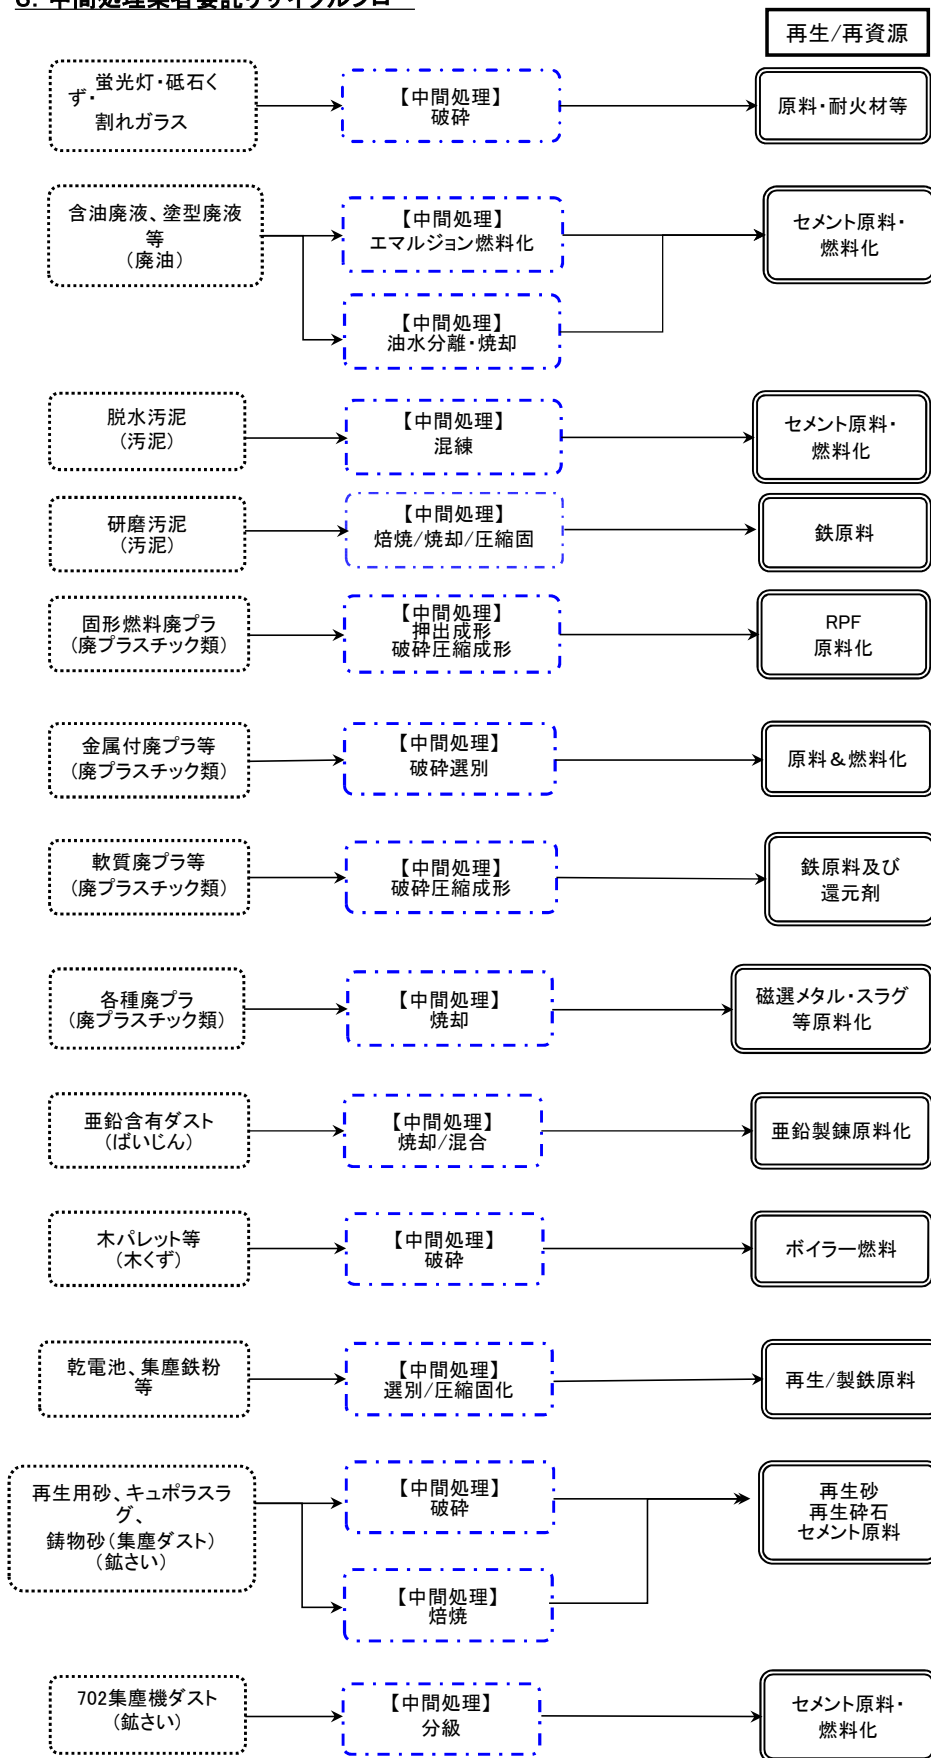 3. 中間処理業者委託リサイクルフロー
再生/再資源
蛍光灯・砥石く
ず・
割れガラス
【中間処理】
破砕
原料・耐火材等
含油廃液、塗型廃液
等
(廃油)
【中間処理】
エマルジョン燃料化
セメント原料・
燃料化
【中間処理】
油水分離・焼却
脱水汚泥
(汚泥)
【中間処理】
混練
セメント原料・
燃料化
研磨汚泥
(汚泥)
【中間処理】
焙焼/焼却/圧縮固
鉄原料
固形燃料廃プラ
(廃プラスチック類)
【中間処理】
押出成形
破砕圧縮成形
RPF
原料化
金属付廃プラ等
(廃プラスチック類)
【中間処理】
破砕選別
原料＆燃料化
軟質廃プラ等
(廃プラスチック類)
【中間処理】
破砕圧縮成形
鉄原料及び
還元剤
各種廃プラ
(廃プラスチック類)
【中間処理】
焼却
磁選メタル・スラグ
等原料化
亜鉛含有ダスト
(ばいじん)
【中間処理】
焼却/混合
亜鉛製錬原料化
木パレット等
(木くず)
【中間処理】
破砕
ボイラー燃料
乾電池、集塵鉄粉
等
【中間処理】
選別/圧縮固化
再生/製鉄原料
再生用砂、キュポラスラ
グ、
鋳物砂(集塵ダスト)
(鉱さい)
【中間処理】
破砕
再生砂
再生砕石
セメント原料
【中間処理】
焙焼
702集塵機ダスト
(鉱さい)
【中間処理】
分級
セメント原料・
燃料化